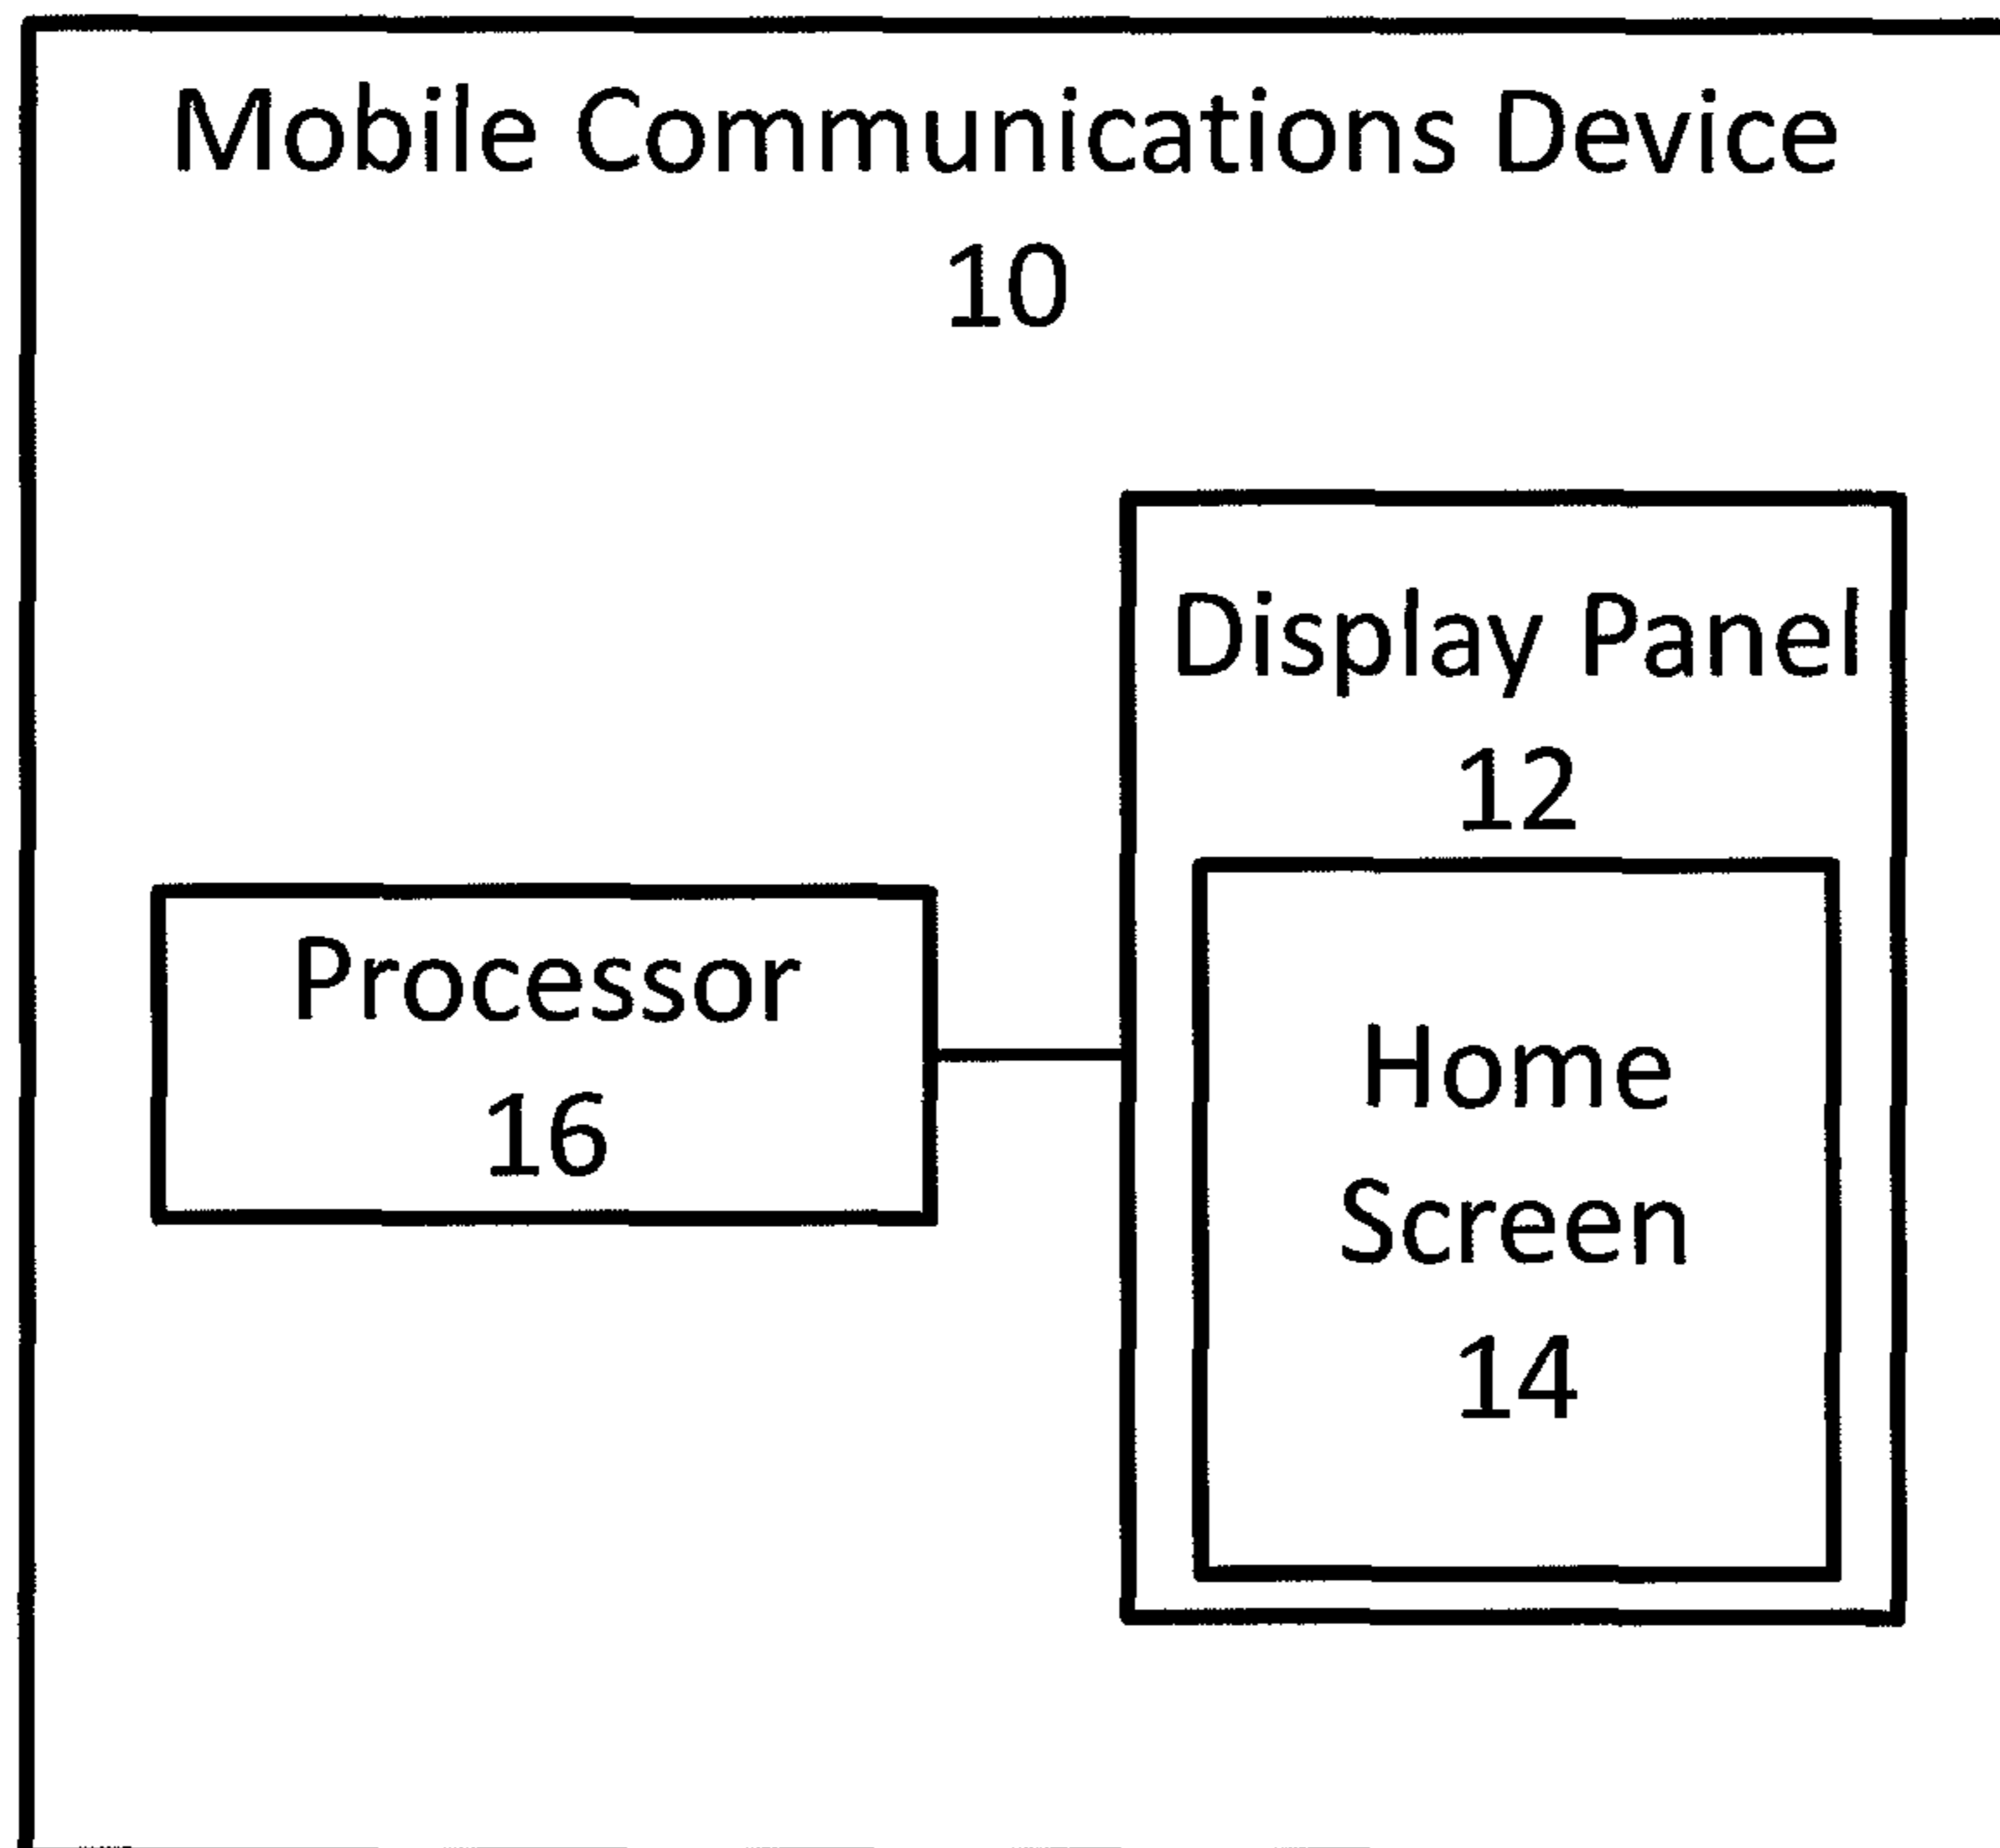 Mobile Communications Device
10
Display Panel
12
Processor
16
Home
Screen
14